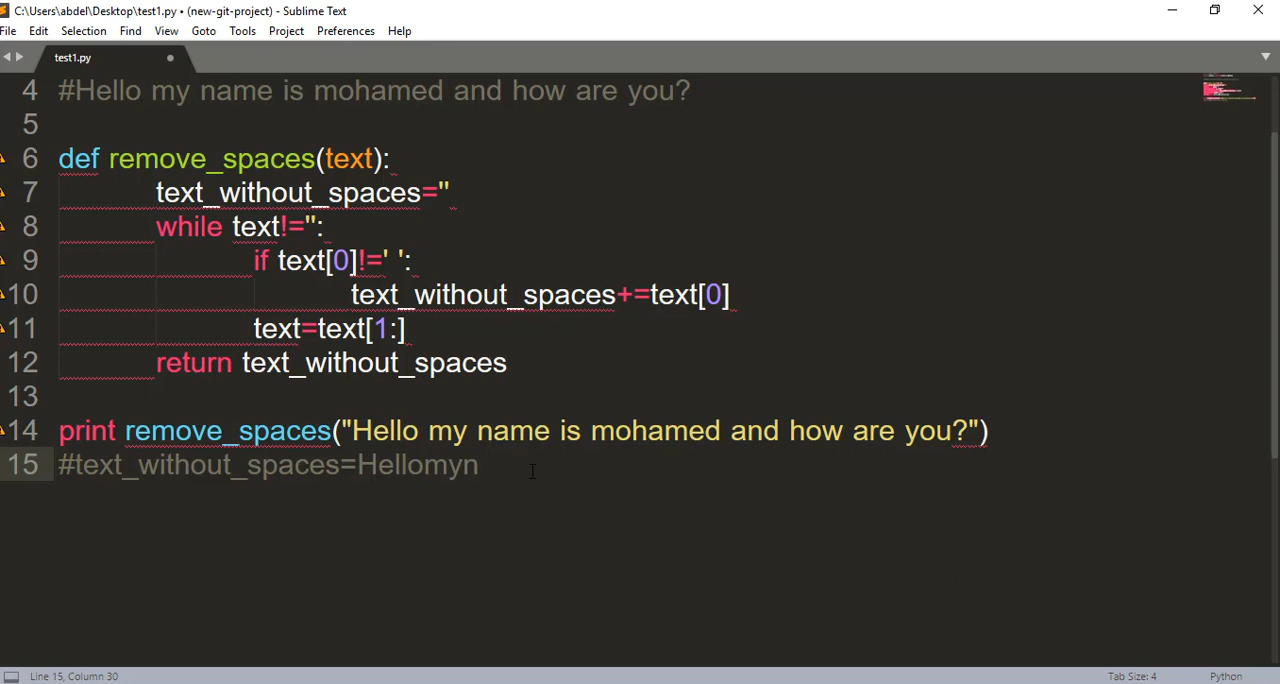 C:\Users\abdel\Desktop\test1.py • (new-git-project) - Sublime Text
File Edit Selection Find View Goto Tools Project Preferences Help
test1.py
4 #Hello my name is mohamed and how are you?
5
6 def remove_spaces(text):
7 text_without_spaces=''
8 while text!='':
9 if text[0]!=' ':
10 text_without_spaces+=text[0]
11 text=text[1:]
12 return text_without_spaces
13
14 print remove_spaces("Hello my name is mohamed and how are you?")
15 #text_without_spaces=Hellomyn
Line 15, Column 30 Tab Size: 4 Python